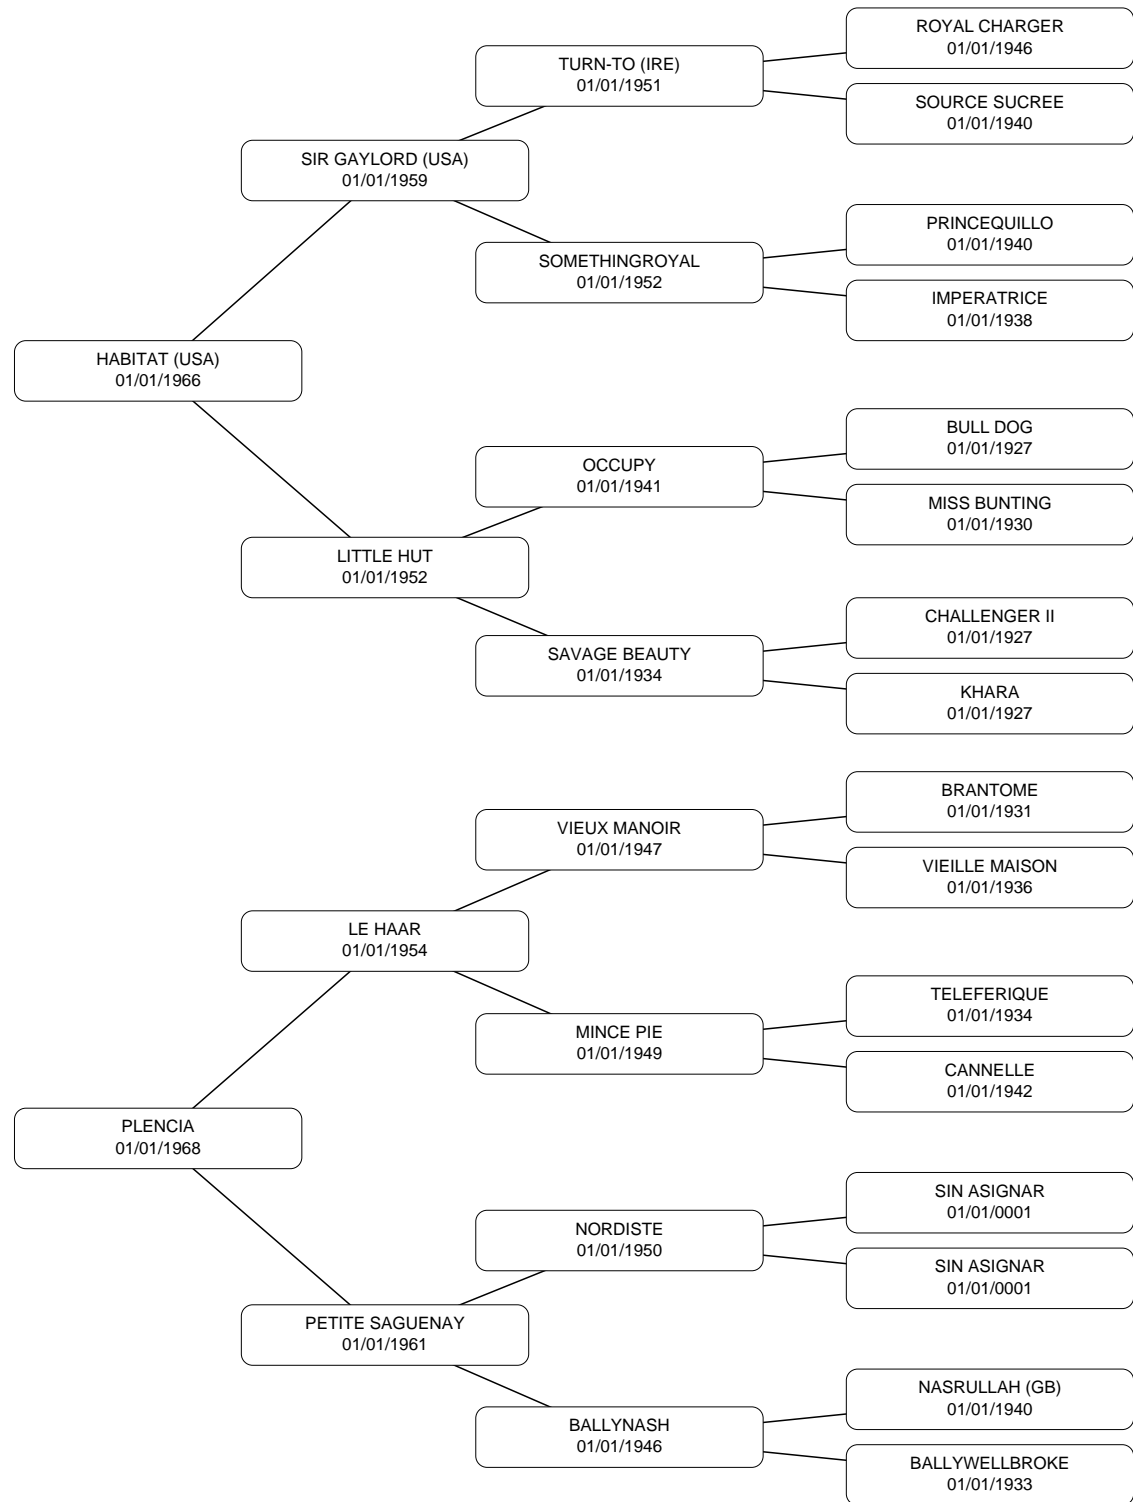 ROYAL CHARGER
01/01/1946
TURN-TO (IRE)
01/01/1951
SOURCE SUCREE
01/01/1940
SIR GAYLORD (USA)
01/01/1959
PRINCEQUILLO
01/01/1940
SOMETHINGROYAL
01/01/1952
IMPERATRICE
01/01/1938
HABITAT (USA)
01/01/1966
BULL DOG
01/01/1927
OCCUPY
01/01/1941
MISS BUNTING
01/01/1930
LITTLE HUT
01/01/1952
CHALLENGER II
01/01/1927
SAVAGE BEAUTY
01/01/1934
KHARA
01/01/1927
BRANTOME
01/01/1931
VIEUX MANOIR
01/01/1947
VIEILLE MAISON
01/01/1936
LE HAAR
01/01/1954
TELEFERIQUE
01/01/1934
MINCE PIE
01/01/1949
CANNELLE
01/01/1942
PLENCIA
01/01/1968
SIN ASIGNAR
01/01/0001
NORDISTE
01/01/1950
SIN ASIGNAR
01/01/0001
PETITE SAGUENAY
01/01/1961
NASRULLAH (GB)
01/01/1940
BALLYNASH
01/01/1946
BALLYWELLBROKE
01/01/1933